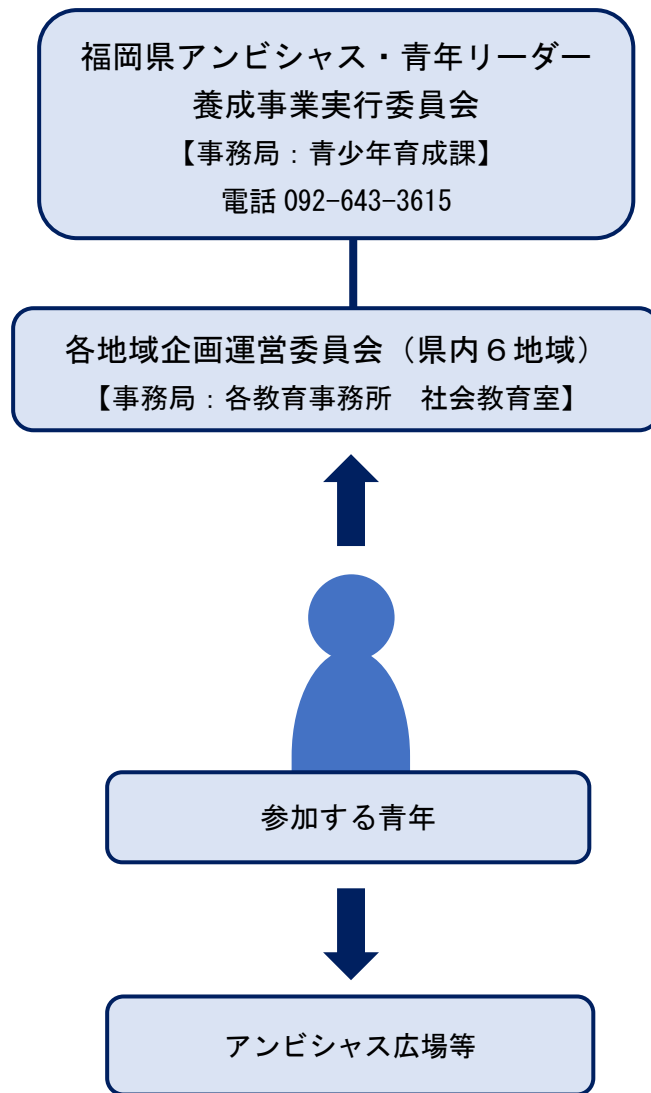 福岡県アンビシャス・青年リーダー
養成事業実行委員会
【事務局：青少年育成課】
電話 092-643-3615
各地域企画運営委員会（県内６地域）
【事務局：各教育事務所　社会教育室】
参加する青年
アンビシャス広場等